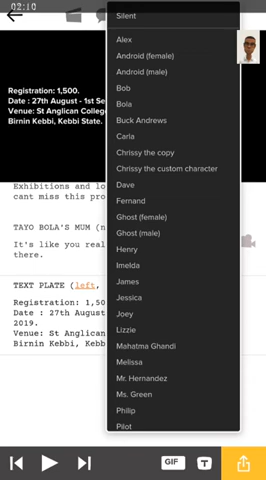 02:10
Registration: 1,500.
Date : 27th August - 1st Se
Venue: St Anglican College
Birnin Kebbi, Kebbi State.
Exhibitions and lo
cant miss this pro
TAYO BOLA'S MUM (n
It's like you real
there.
TEXT PLATE (left,
Registration: 1,50
Date : 27th August
2019.
Venue: St Anglican
Birnin Kebbi, Kebb
Silent
Alex
Android (female)
Android (male)
Bob
Bola
Buck Andrews
Carla
Chrissy the copy
Chrissy the custom character
Dave
Fernand
Ghost (female)
Ghost (male)
Henry
Imelda
James
Jessica
Joey
Lizzie
Mahatma Ghandi
Melissa
Mr. Hernandez
Ms. Green
Philip
Pilot
GIF
T